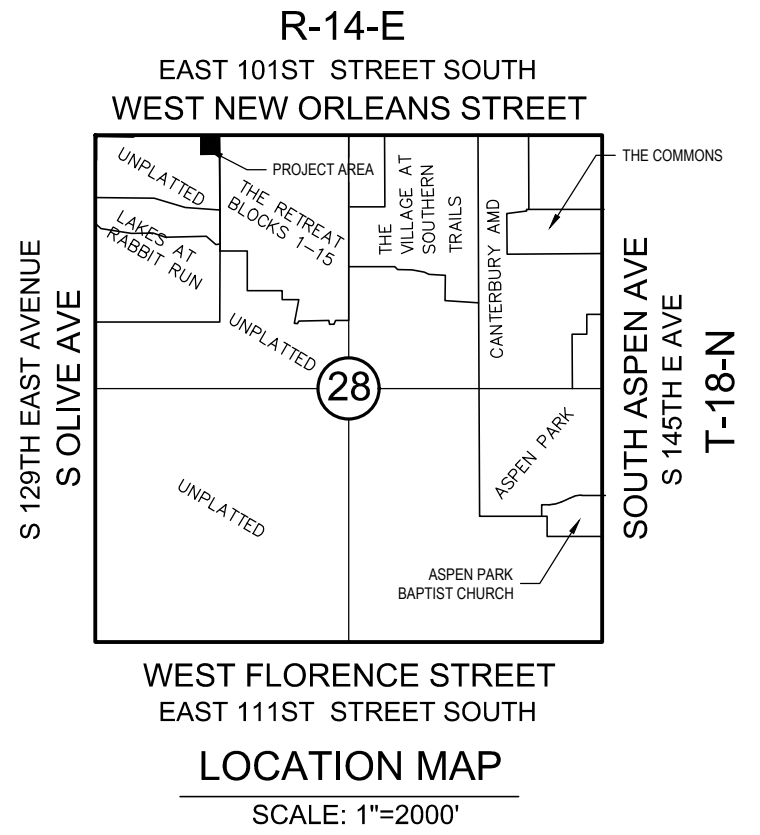 R-14-E
EAST 101ST STREET SOUTH
WEST NEW ORLEANS STREET
UNPLATTED
PROJECT AREA
THE COMMONS
LAKES AT
RABBIT RUN
THE RETREAT
BLOCKS 1-15
THE
VILLAGE AT
SOUTHERN
TRAILS
CANTERBURY AMD
UNPLATTED
28
S 129TH EAST AVENUE
S OLIVE AVE
SOUTH ASPEN AVE
S 145TH E AVE
T-18-N
ASPEN PARK
UNPLATTED
ASPEN PARK
BAPTIST CHURCH
WEST FLORENCE STREET
EAST 111ST STREET SOUTH
LOCATION MAP
SCALE: 1"=2000'